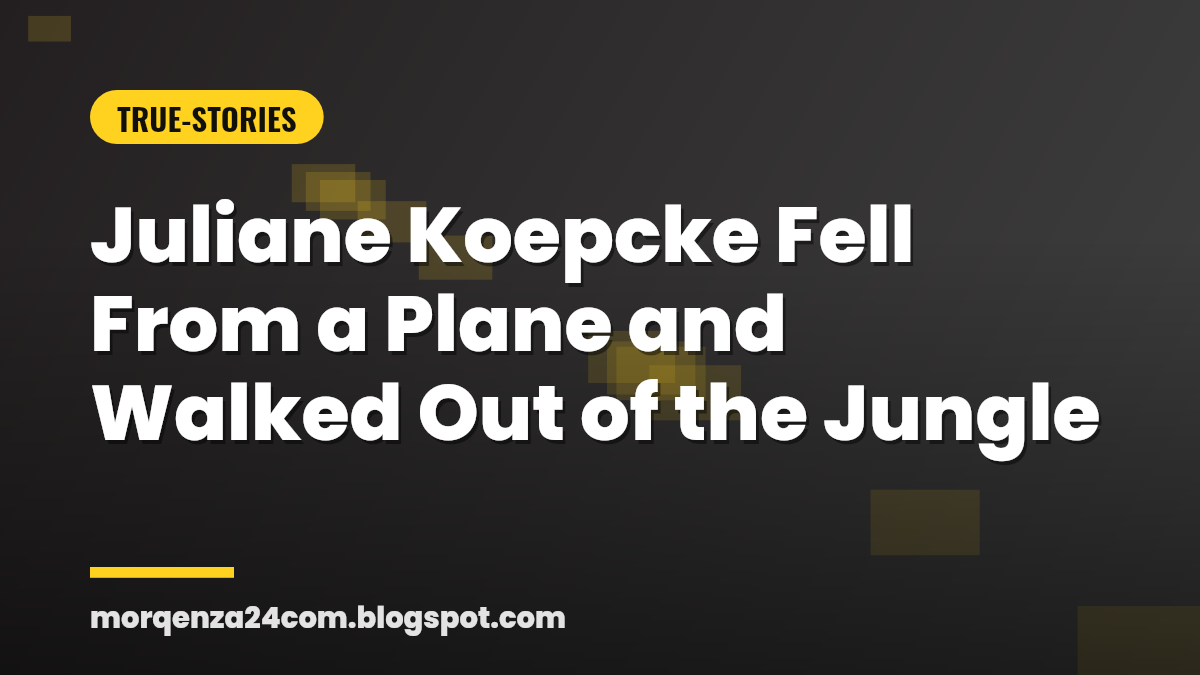 TRUE-STORIES
Juliane Koepcke Fell
From a Plane and
Walked Out of the Jungle
morqenza24com.blogspot.com